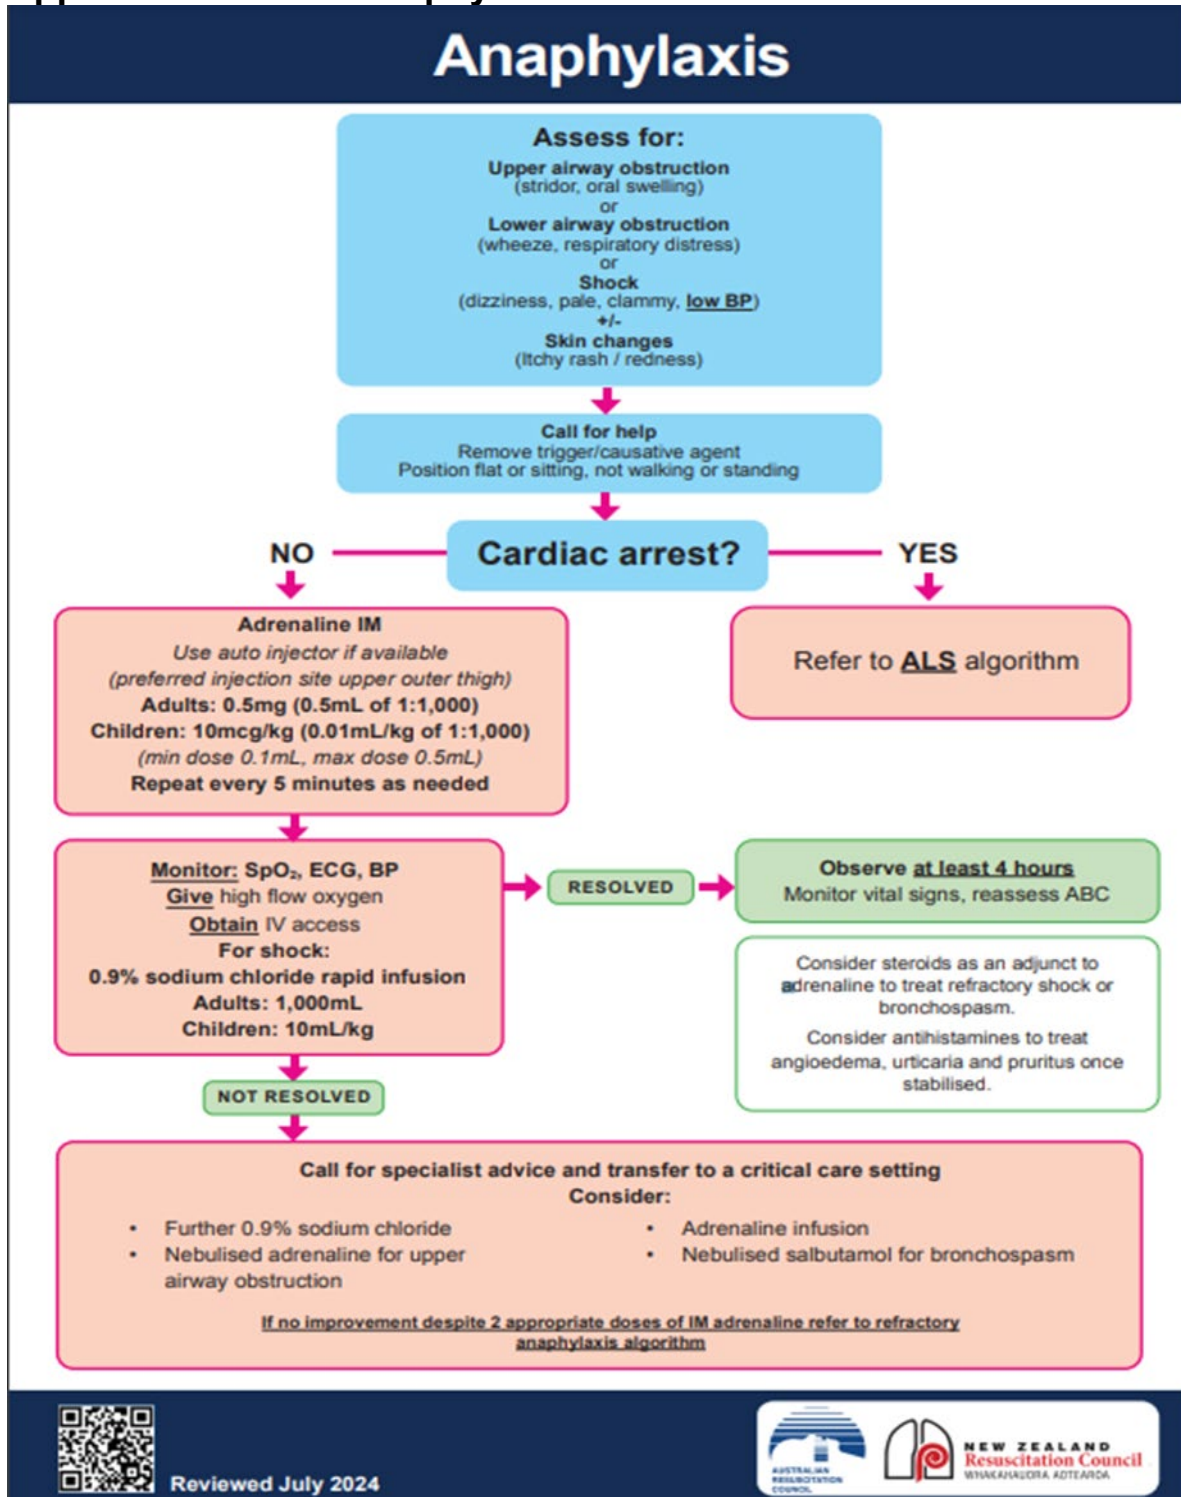 Anaphylaxis
Assess for:
Upper airway obstruction
(stridor, oral swelling)
or
Lower airway obstruction
(wheeze, respiratory distress)
or
Shock
(dizziness, pale, clammy, low BP)
+/-
Skin changes
(Itchy rash / redness)
Call for help
Remove trigger/causative agent
Position flat or sitting, not walking or standing
Cardiac arrest?
NO
YES
Adrenaline IM
Use auto injector if available
(preferred injection site upper outer thigh)
Adults: 0.5mg (0.5mL of 1:1,000)
Children: 10mcg/kg (0.01mL/kg of 1:1,000)
(min dose 0.1mL, max dose 0.5mL)
Repeat every 5 minutes as needed
Refer to ALS algorithm
Monitor: SpO₂, ECG, BP
Give high flow oxygen
Obtain IV access
For shock:
0.9% sodium chloride rapid infusion
Adults: 1,000mL
Children: 10mL/kg
RESOLVED
Observe at least 4 hours
Monitor vital signs, reassess ABC
Consider steroids as an adjunct to
adrenaline to treat refractory shock or
bronchospasm.
Consider antihistamines to treat
angioedema, urticaria and pruritus once
stabilised.
NOT RESOLVED
Call for specialist advice and transfer to a critical care setting
Consider:
• Further 0.9% sodium chloride
• Nebulised adrenaline for upper
airway obstruction
• Adrenaline infusion
• Nebulised salbutamol for bronchospasm
If no improvement despite 2 appropriate doses of IM adrenaline refer to refractory
anaphylaxis algorithm
Reviewed July 2024
AUSTRALIAN
RESUSCITATION
COUNCIL
NEW ZEALAND
Resuscitation Council
WHAKAHAUORA AOTEAROA